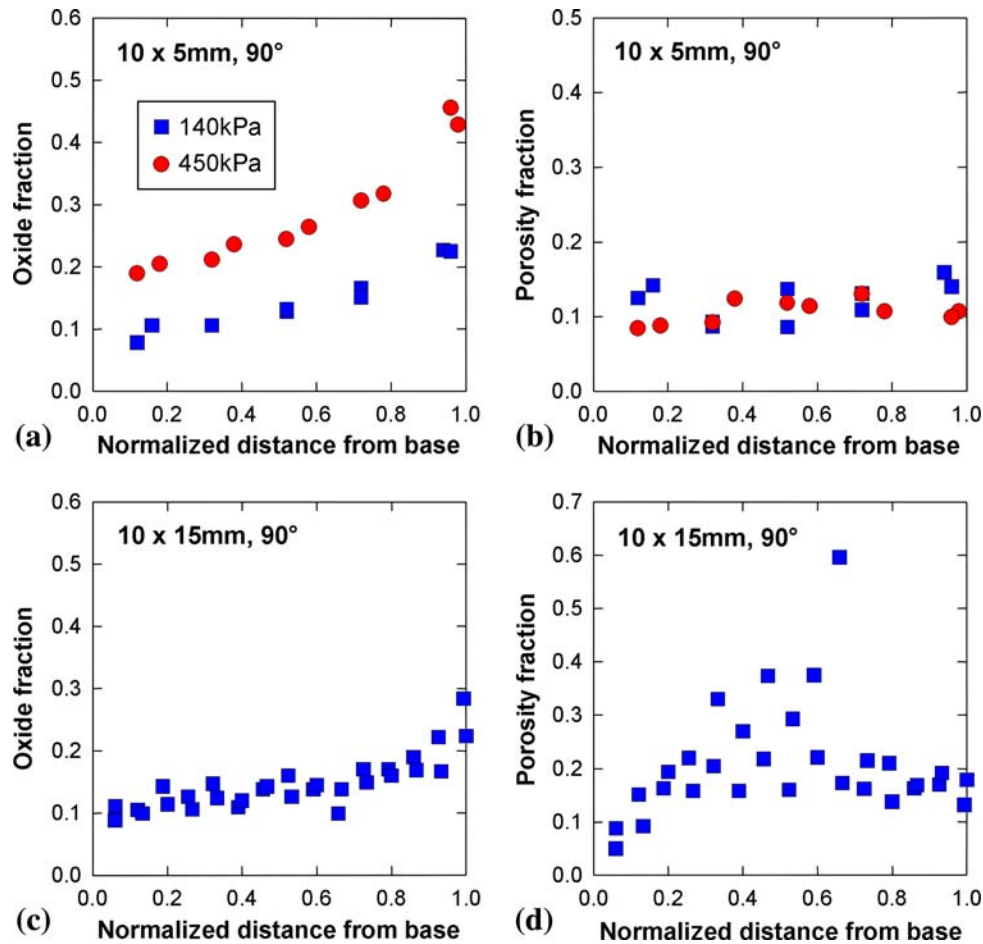 10 x 5mm, 90°
140kPa
450kPa
Oxide fraction
0.6
0.5
0.4
0.3
0.2
0.1
0.0
0.0 0.2 0.4 0.6 0.8 1.0
Normalized distance from base
(a)
10 x 5mm, 90°
Porosity fraction
0.5
0.4
0.3
0.2
0.1
0.0
0.0 0.2 0.4 0.6 0.8 1.0
Normalized distance from base
(b)
10 x 15mm, 90°
Oxide fraction
0.6
0.5
0.4
0.3
0.2
0.1
0.0
0.0 0.2 0.4 0.6 0.8 1.0
Normalized distance from base
(c)
10 x 15mm, 90°
Porosity fraction
0.7
0.6
0.5
0.4
0.3
0.2
0.1
0.0
0.0 0.2 0.4 0.6 0.8 1.0
Normalized distance from base
(d)